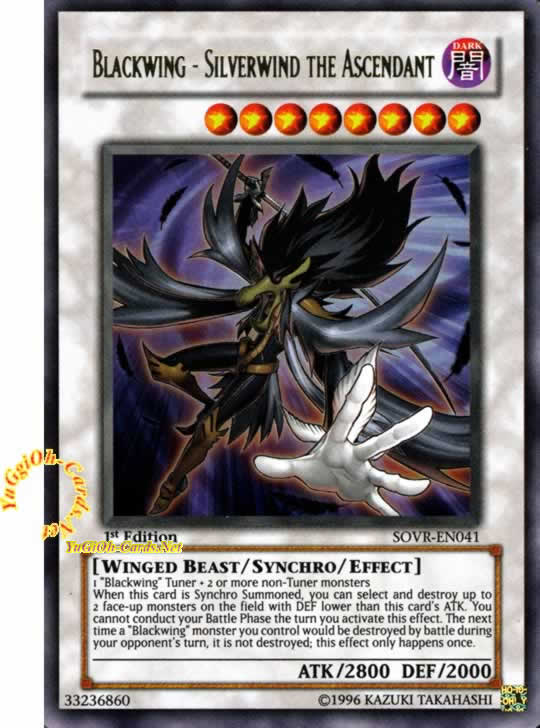 BLACKWING - SILVERWIND THE ASCENDANT
DARK
闇
1st Edition
SOVR-EN041
YuGgiOh-Cards.Net
YuGiOh-Cards.Net
[WINGED BEAST/SYNCHRO/EFFECT]
1 "Blackwing" Tuner + 2 or more non-Tuner monsters
When this card is Synchro Summoned, you can select and destroy up to
2 face-up monsters on the field with DEF lower than this card's ATK. You
cannot conduct your Battle Phase the turn you activate this effect. The next
time a "Blackwing" monster you control would be destroyed by battle during
your opponent's turn, it is not destroyed; this effect only happens once.
ATK/2800 DEF/2000
33236860
©1996 KAZUKI TAKAHASHI